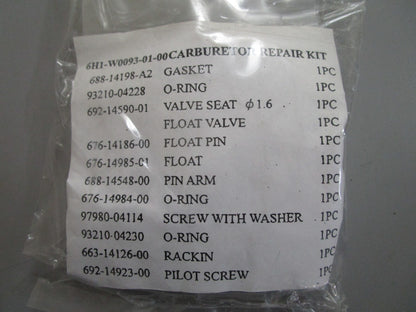 6H1-W0093-01-00CARBURETOR REPAIR KIT
688-14198-A2 GASKET 1PC
93210-04228 O-RING 1PC
692-14590-01 VALVE SEAT ϕ1.6 1PC
FLOAT VALVE 1PC
676-14186-00 FLOAT PIN 1PC
676-14985-01 FLOAT 1PC
688-14548-00 PIN ARM 1PC
676-14984-00 O-RING 1PC
97980-04114 SCREW WITH WASHER 1PC
93210-04230 O-RING 1PC
663-14126-00 RACKIN 1PC
692-14923-00 PILOT SCREW 1PC